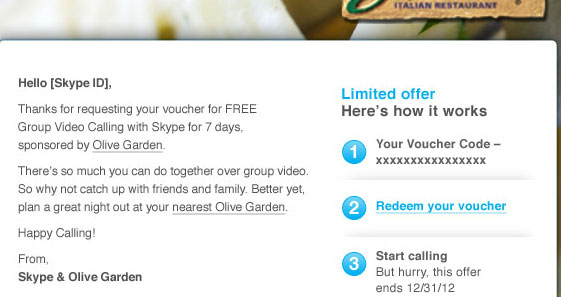 ITALIAN RESTAURANT
Hello [Skype ID],
Thanks for requesting your voucher for FREE
Group Video Calling with Skype for 7 days,
sponsored by Olive Garden.
There's so much you can do together over group video.
So why not catch up with friends and family. Better yet,
plan a great night out at your nearest Olive Garden.
Happy Calling!
From,
Skype & Olive Garden
Limited offer
Here's how it works
1 Your Voucher Code –
xxxxxxxxxxxxxxxx
2 Redeem your voucher
3 Start calling
But hurry, this offer
ends 12/31/12